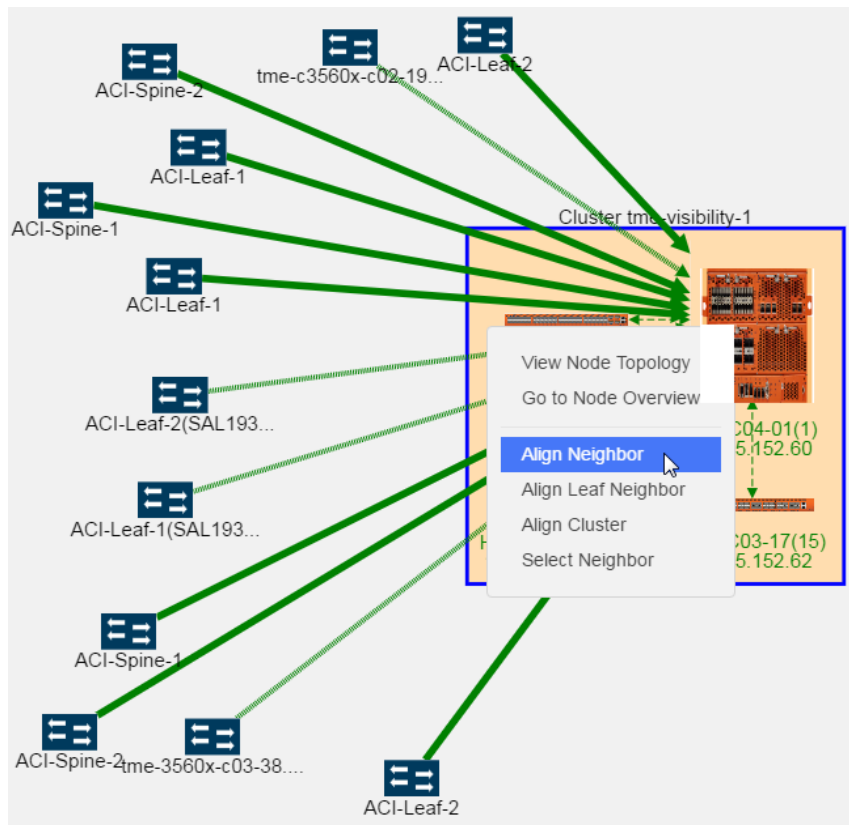 ACI-Leaf-2
tme-c3560x-c02-19...
ACI-Spine-2
ACI-Leaf-1
ACI-Spine-1
Cluster tme-visibility-1
ACI-Leaf-1
View Node Topology
Go to Node Overview
ACI-Leaf-2(SAL193...
C04-01(1)
5.152.60
Align Neighbor
Align Leaf Neighbor
ACI-Leaf-1(SAL193...
Align Cluster
H
C03-17(15)
5.152.62
Select Neighbor
ACI-Spine-1
ACI-Spine-2
tme-3560x-c03-38....
ACI-Leaf-2